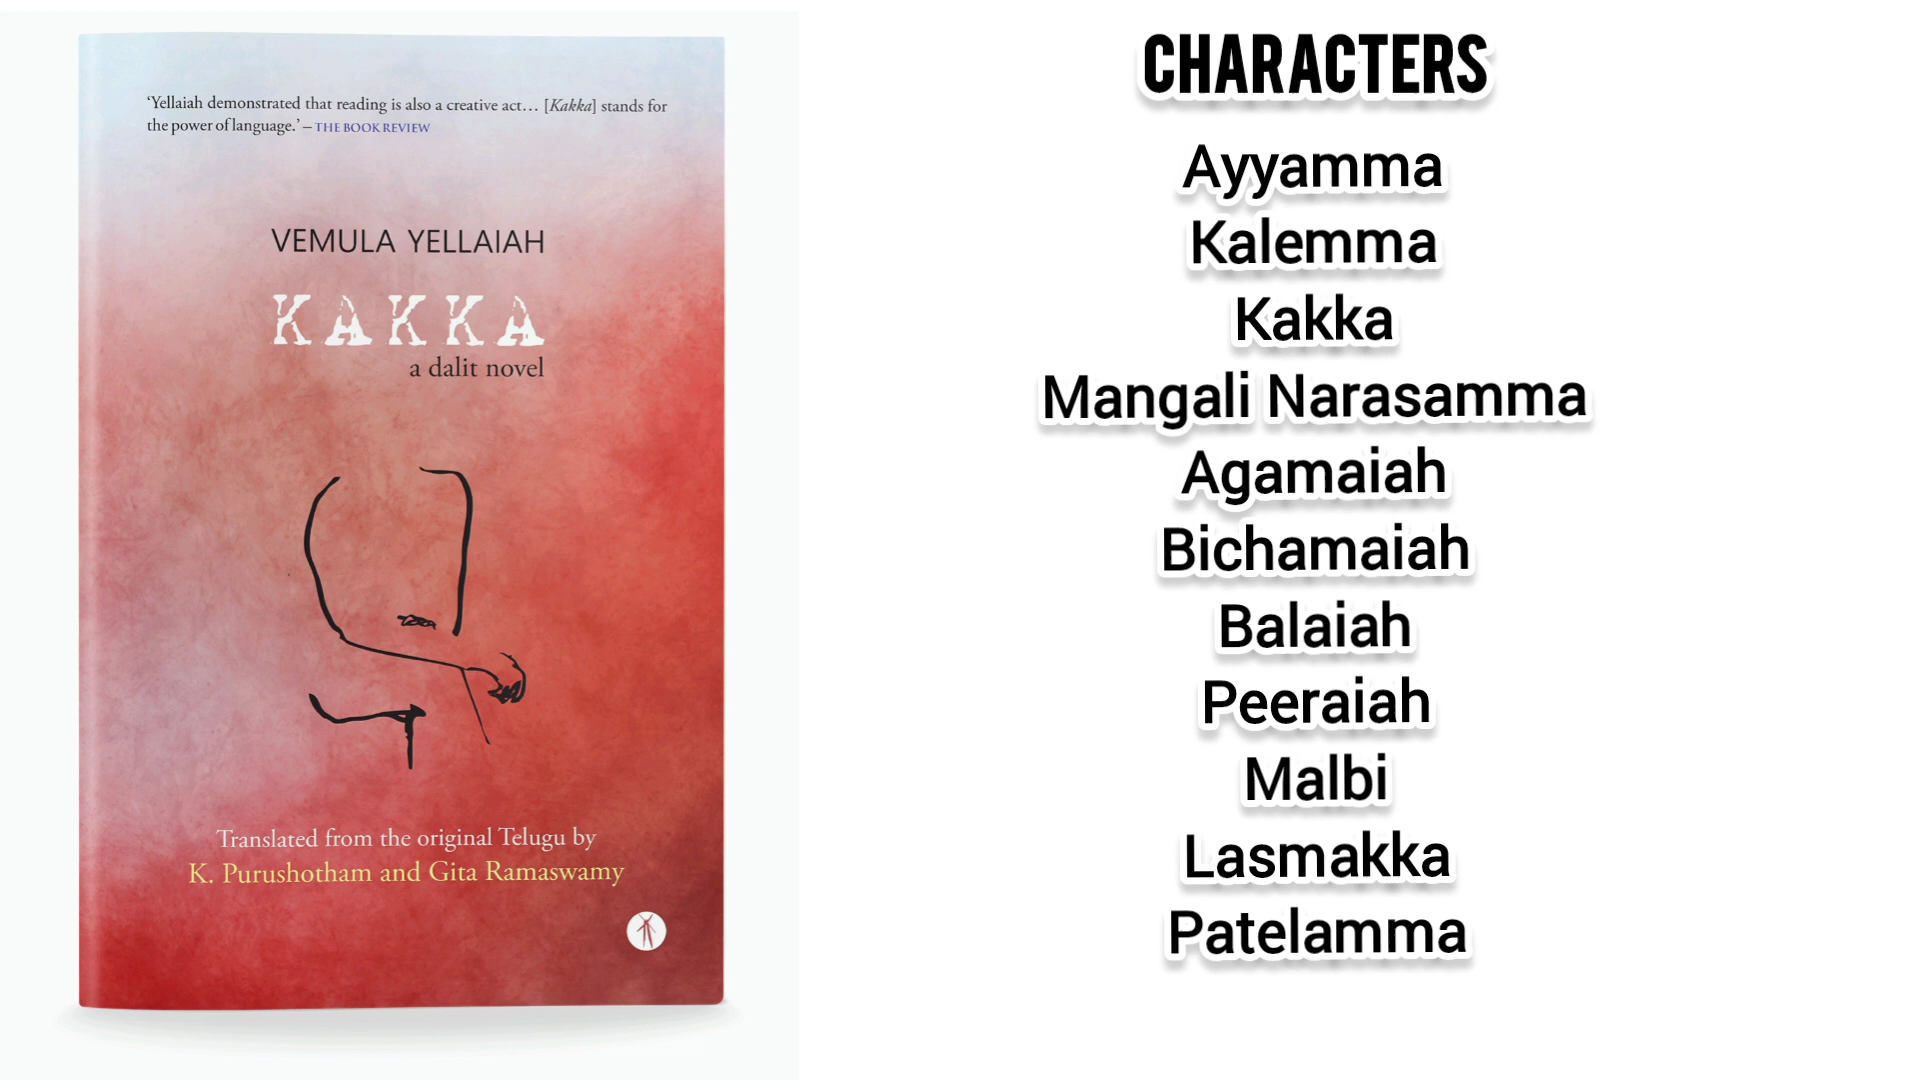 'Yellaiah demonstrated that reading is also a creative act… [Kakka] stands for
the power of language.' – THE BOOK REVIEW
VEMULA YELLAIAH
KAKKA
a dalit novel
Translated from the original Telugu by
K. Purushotham and Gita Ramaswamy
CHARACTERS
Ayyamma
Kalemma
Kakka
Mangali Narasamma
Agamaiah
Bichamaiah
Balaiah
Peeraiah
Malbi
Lasmakka
Patelamma